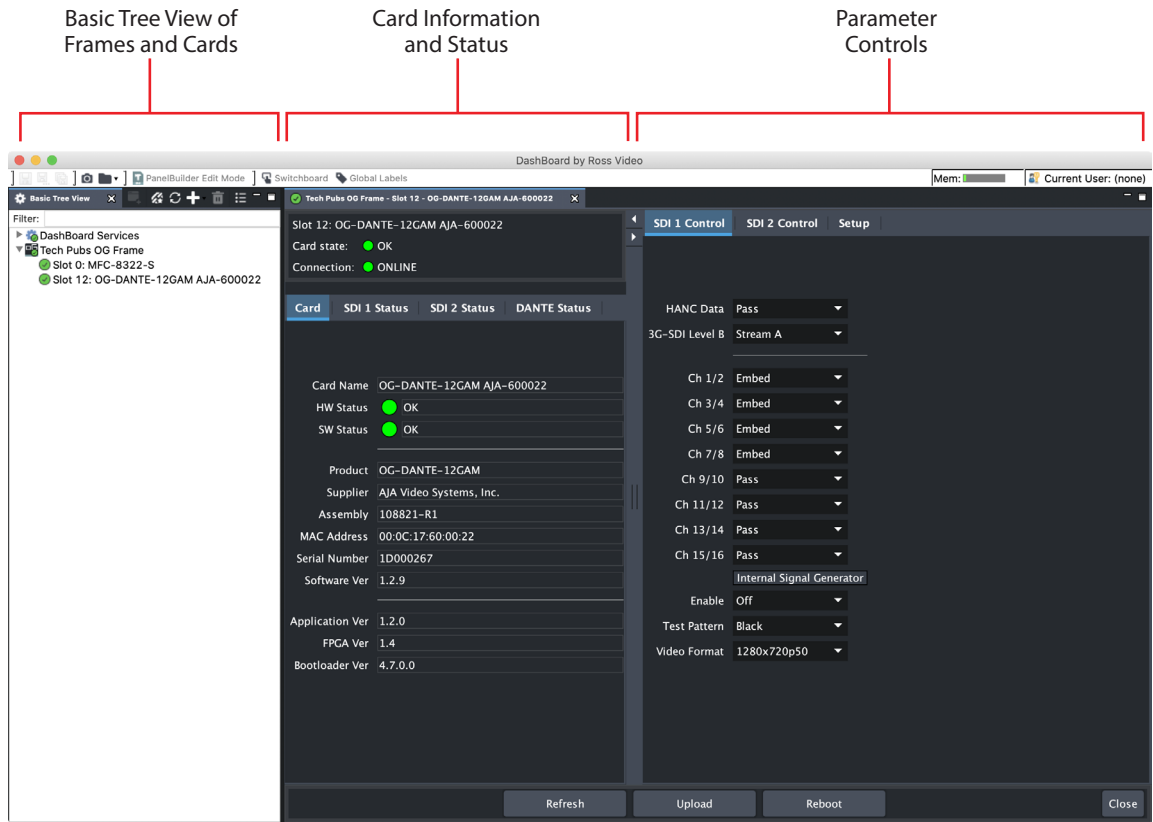 Basic Tree View of
Frames and Cards
Card Information
and Status
Parameter
Controls
DashBoard by Ross Video
PanelBuilder Edit Mode
Switchboard
Global Labels
Mem:
Current User: (none)
Basic Tree View
Tech Pubs OG Frame - Slot 12 - OG-DANTE-12GAM AJA-600022
Filter:
DashBoard Services
Tech Pubs OG Frame
Slot 0: MFC-8322-S
Slot 12: OG-DANTE-12GAM AJA-600022
Slot 12: OG-DANTE-12GAM AJA-600022
Card state: OK
Connection: ONLINE
Card SDI 1 Status SDI 2 Status DANTE Status
Card Name OG-DANTE-12GAM AJA-600022
HW Status OK
SW Status OK
Product OG-DANTE-12GAM
Supplier AJA Video Systems, Inc.
Assembly 108821-R1
MAC Address 00:0C:17:60:00:22
Serial Number 1D000267
Software Ver 1.2.9
Application Ver 1.2.0
FPGA Ver 1.4
Bootloader Ver 4.7.0.0
SDI 1 Control SDI 2 Control Setup
HANC Data Pass
3G-SDI Level B Stream A
Ch 1/2 Embed
Ch 3/4 Embed
Ch 5/6 Embed
Ch 7/8 Embed
Ch 9/10 Pass
Ch 11/12 Pass
Ch 13/14 Pass
Ch 15/16 Pass
Internal Signal Generator
Enable Off
Test Pattern Black
Video Format 1280x720p50
Refresh Upload Reboot Close